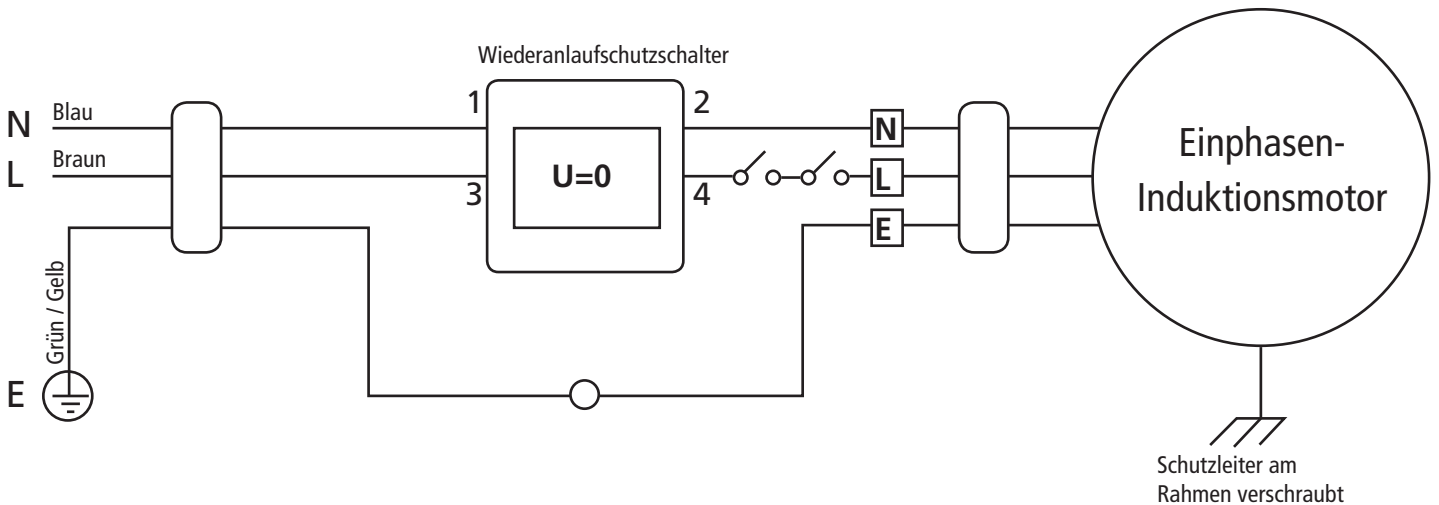 Wiederanlaufschutzschalter
N
Blau
1
2
N
L
Braun
3
U=0
4
L
E
Einphasen-
Induktionsmotor
Grün / Gelb
E
Schutzleiter am
Rahmen verschraubt